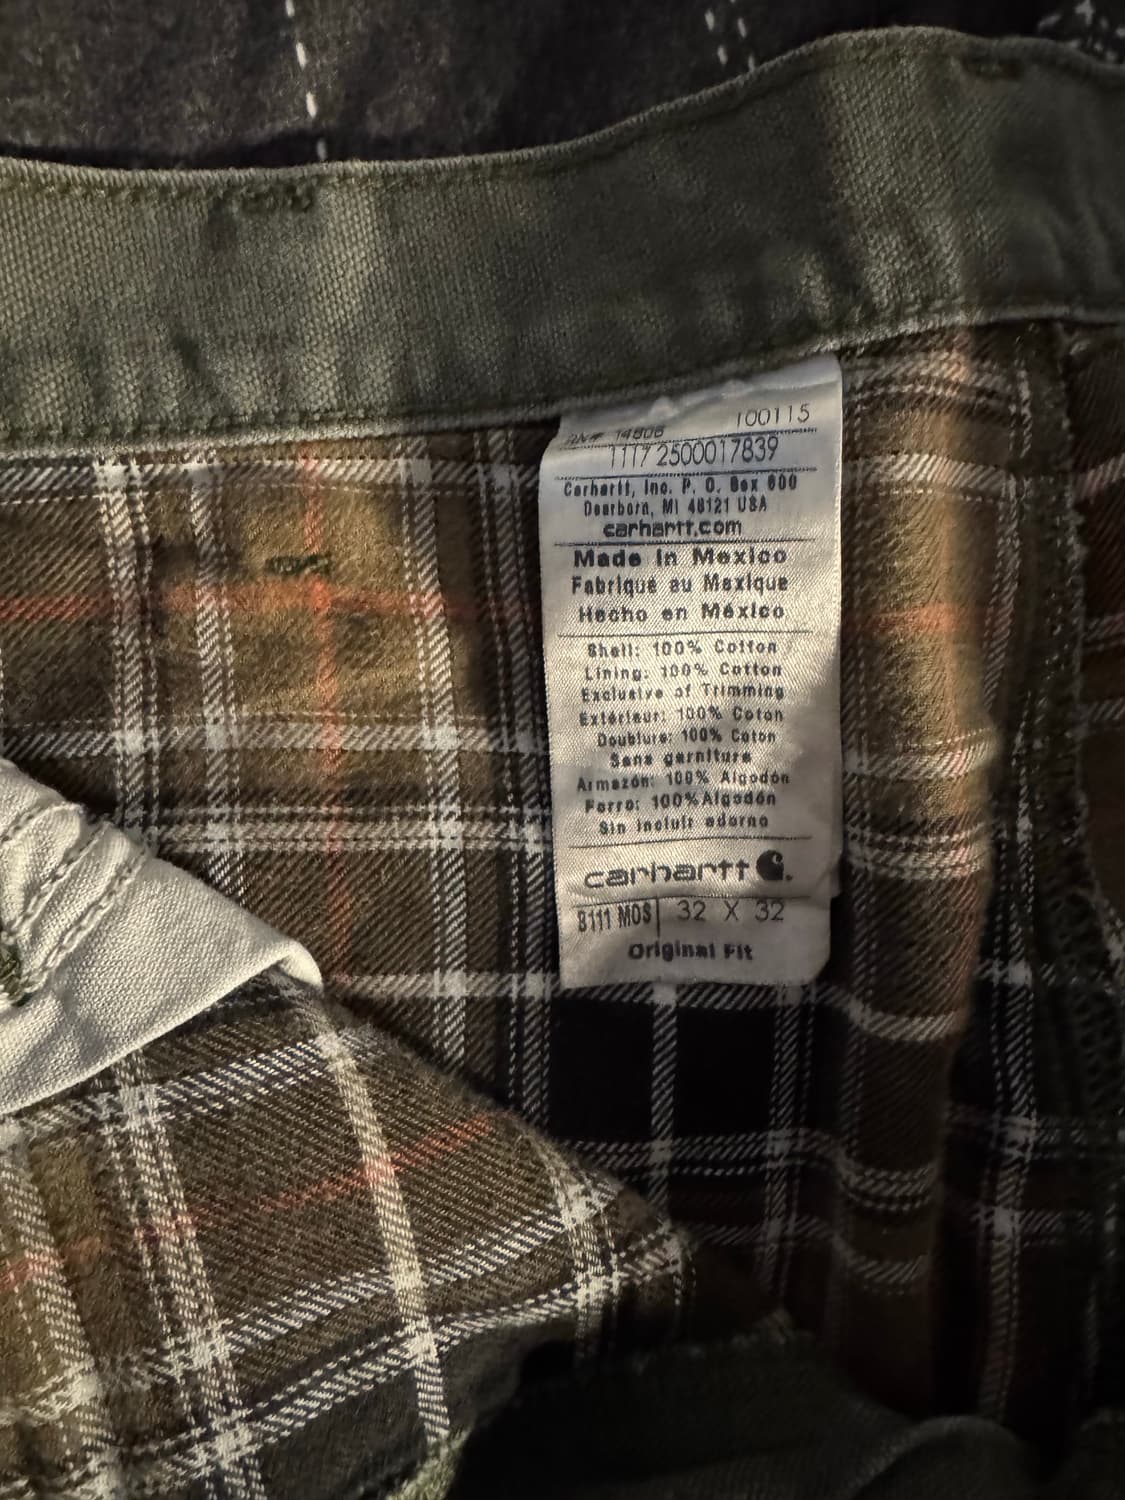 RN# 14806 100115
1117 2500017839
Carhartt, Inc. P. O. Box 600
Dearborn, MI 48121 USA
carhartt.com
Made in Mexico
Fabriqué au Mexique
Hecho en México
Shell: 100% Cotton
Lining: 100% Cotton
Exclusive of Trimming
Extérieur: 100% Coton
Doublure: 100% Coton
Sans garniture
Armazón: 100% Algodón
Forro: 100%Algodón
Sin incluir adorno
carhartt
B111 MOS 32 X 32
Original Fit